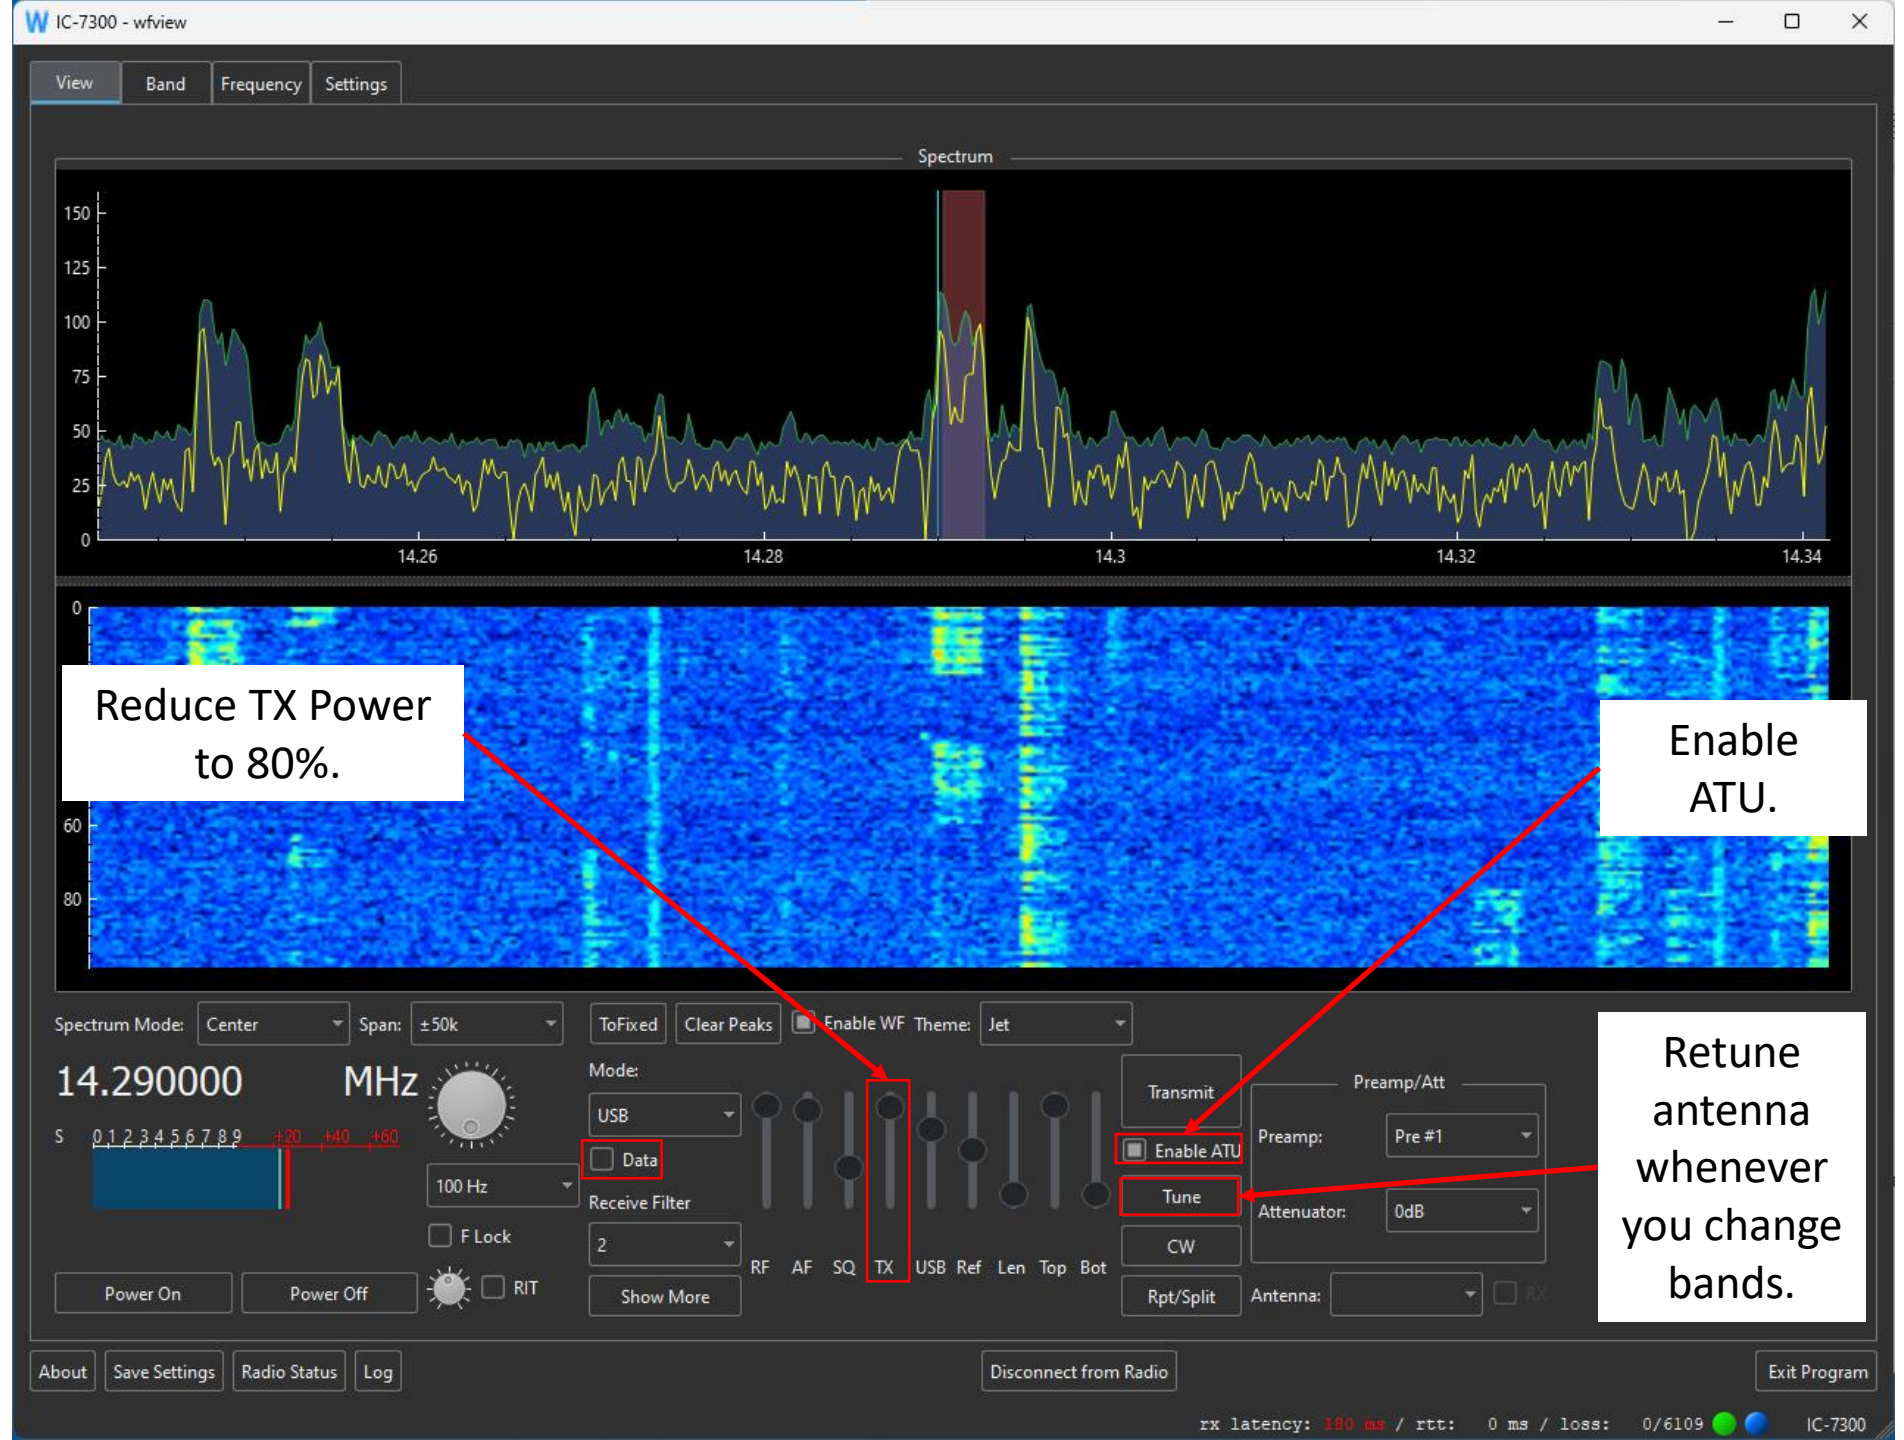 IC-7300 - wfview
View Band Frequency Settings
Spectrum
150
125
100
75
50
25
0
14.26 14.28 14.3 14.32 14.34
0
60
80
Reduce TX Power
to 80%.
Enable
ATU.
Retune
antenna
whenever
you change
bands.
Spectrum Mode: Center Span: ±50k ToFixed Clear Peaks Enable WF Theme: Jet
14.290000 MHz
S 0 1 2 3 4 5 6 7 8 9 +20 +40 +60
100 Hz
F Lock
RIT
Power On Power Off
Mode:
USB
Data
Receive Filter
2
Show More
RF AF SQ TX USB Ref Len Top Bot
Transmit
Enable ATU
Tune
CW
Rpt/Split
Preamp/Att
Preamp: Pre #1
Attenuator: 0dB
Antenna: RX
About Save Settings Radio Status Log Disconnect from Radio Exit Program
rx latency: 180 ms / rtt: 0 ms / loss: 0/6109 IC-7300